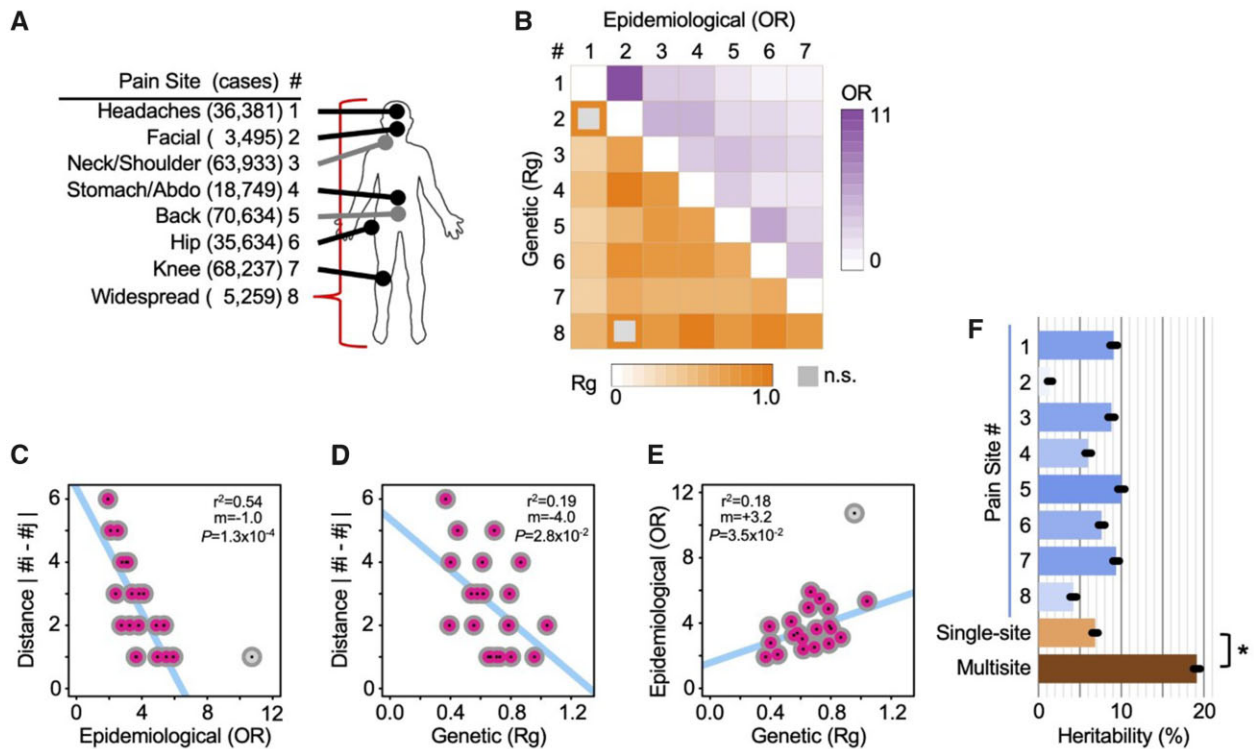 A
Pain Site (cases) #
Headaches (36,381) 1
Facial ( 3,495) 2
Neck/Shoulder (63,933) 3
Stomach/Abdo (18,749) 4
Back (70,634) 5
Hip (35,634) 6
Knee (68,237) 7
Widespread ( 5,259) 8
B
Epidemiological (OR)
# 1 2 3 4 5 6 7
1
2
3
4
5
6
7
8
Genetic (Rg)
OR
11
0
Rg
0 1.0
n.s.
C
r²=0.54
m=-1.0
P=1.3x10⁻⁴
Distance | #i - #j |
6
4
2
0
0 4 8 12
Epidemiological (OR)
D
r²=0.19
m=-4.0
P=2.8x10⁻²
Distance | #i - #j |
6
4
2
0
0.0 0.4 0.8 1.2
Genetic (Rg)
E
r²=0.18
m=+3.2
P=3.5x10⁻²
Epidemiological (OR)
12
8
4
0
0.0 0.4 0.8 1.2
Genetic (Rg)
F
Pain Site #
1
2
3
4
5
6
7
8
Single-site
Multisite
*
0 10 20
Heritability (%)